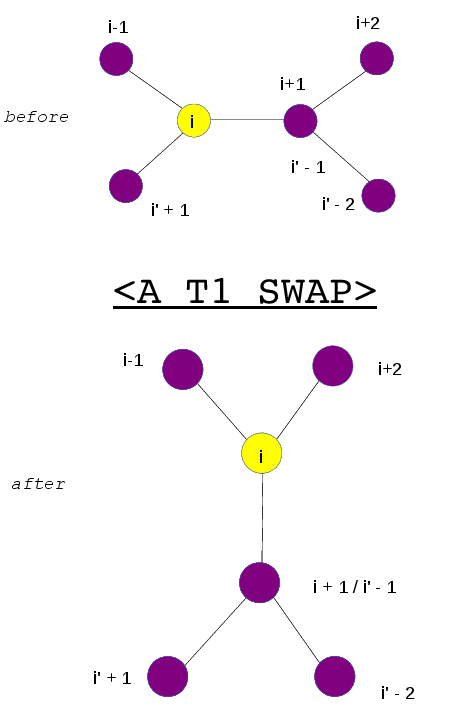 i-1
i+2
i+1
before
i
i' - 1
i' + 1
i' - 2
<A T1 SWAP>
i-1
i+2
i
after
i + 1 / i' - 1
i' + 1
i' - 2